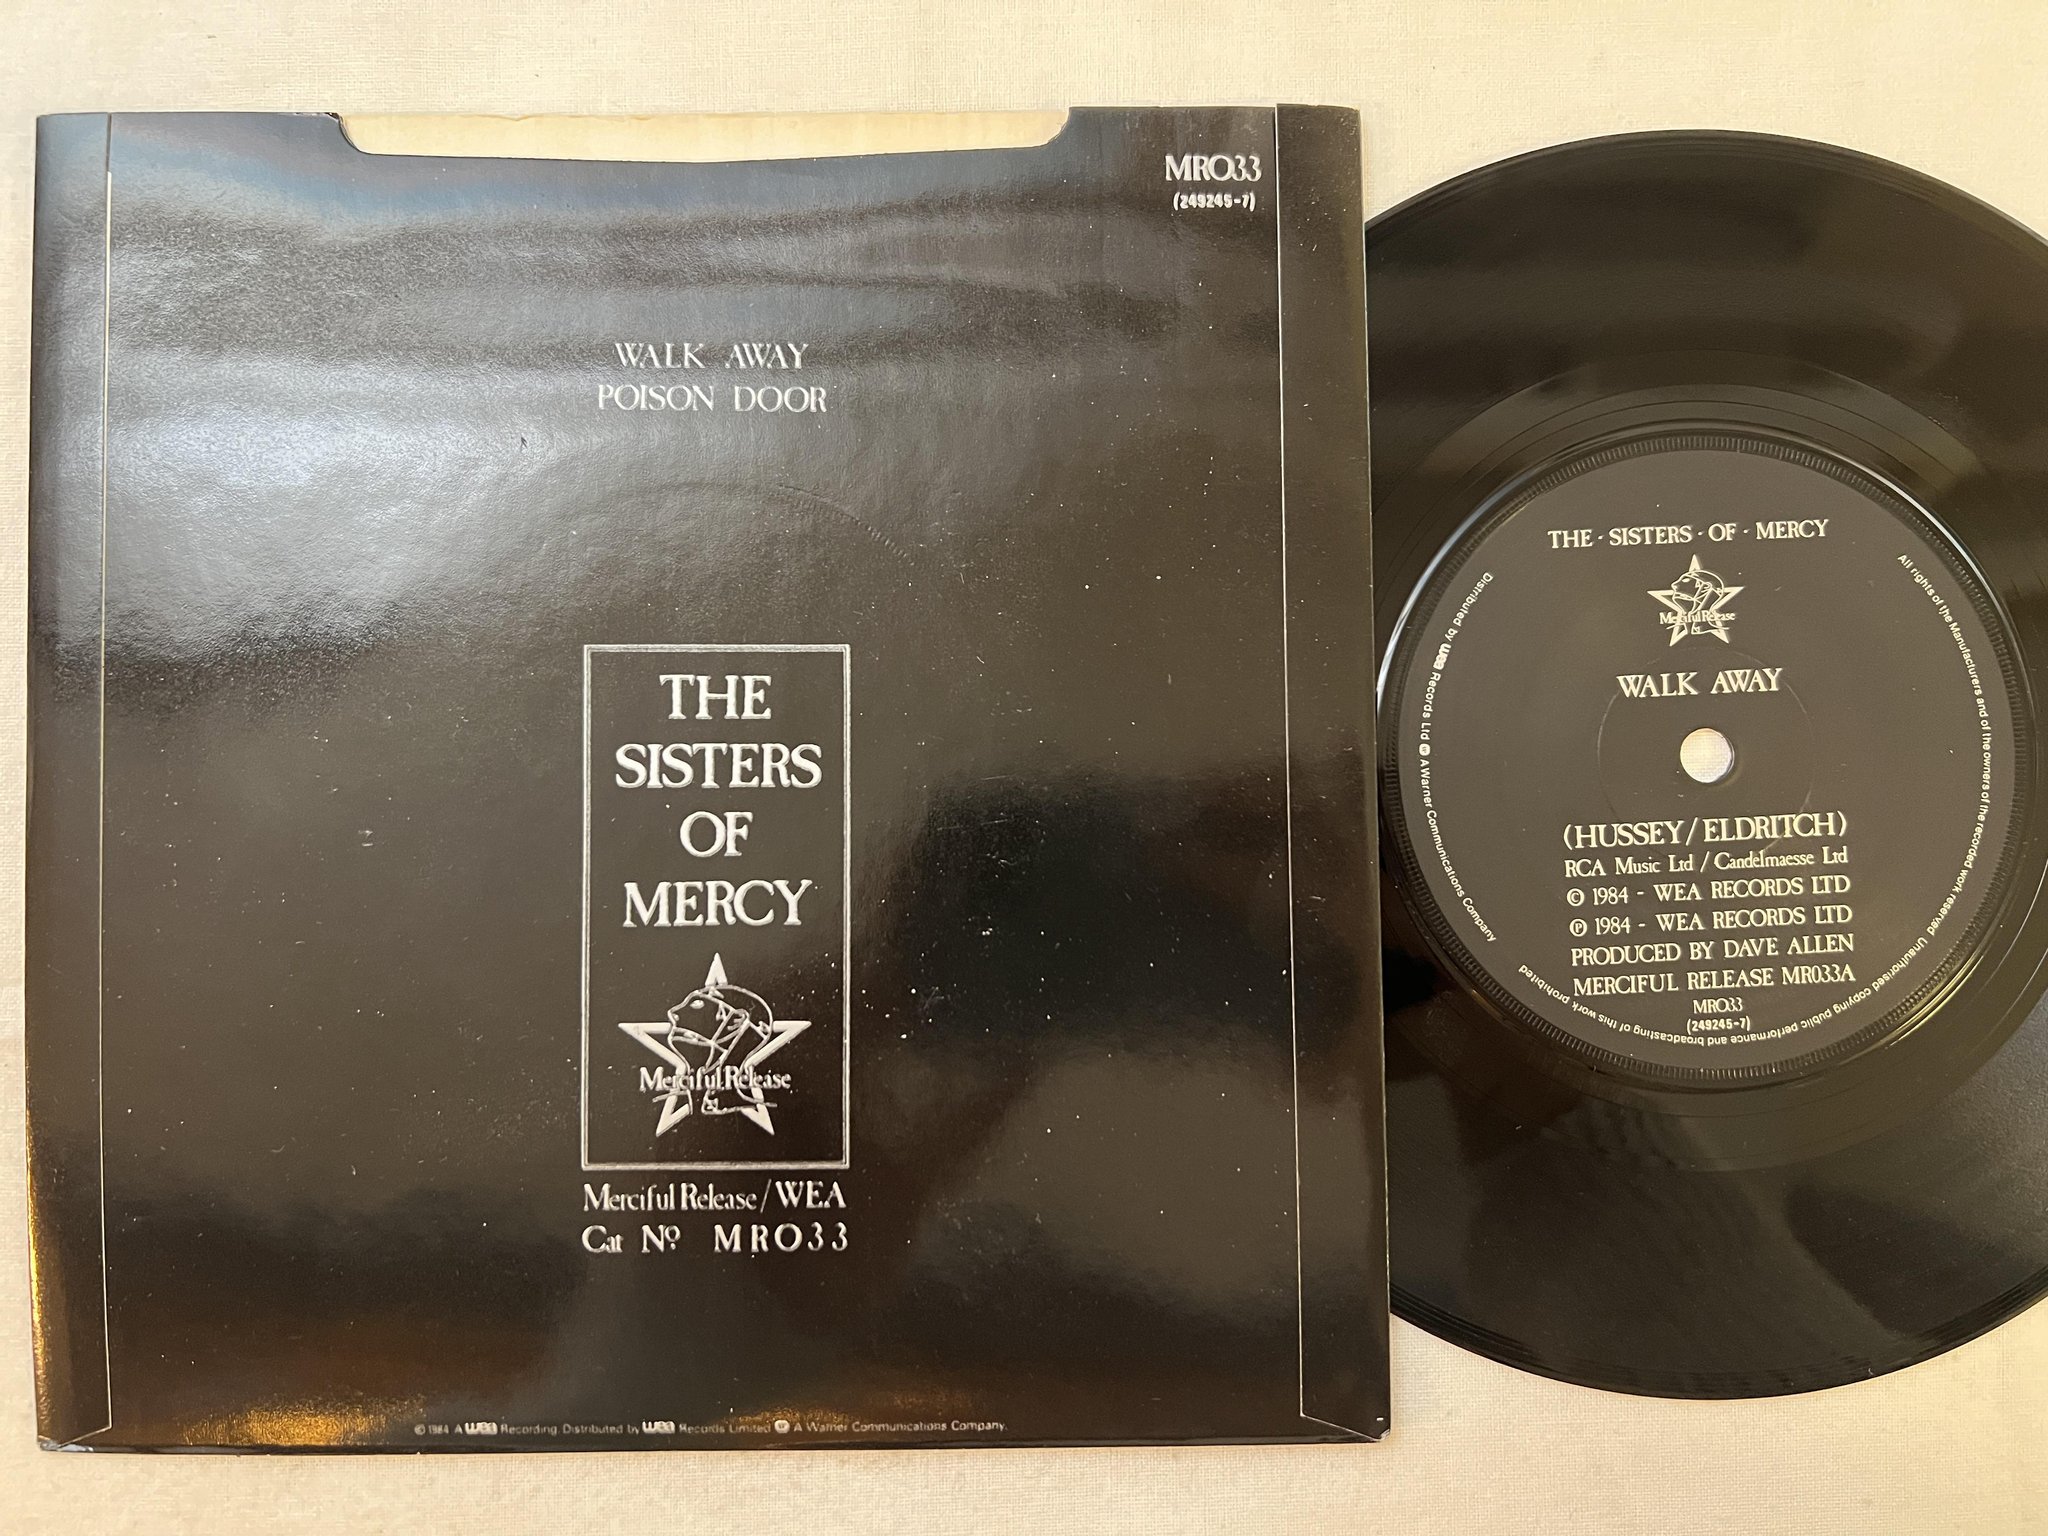 MR033
(249245-7)
WALK AWAY
POISON DOOR
THE
SISTERS
OF
MERCY
Merciful Release
Merciful Release/WEA
Cat Nº MR033
© 1984 A wea Recording. Distributed by wea Records Limited A Warner Communications Company.
THE · SISTERS · OF · MERCY
Merciful Release
WALK AWAY
(HUSSEY/ELDRITCH)
RCA Music Ltd / Candelmaesse Ltd
© 1984 - WEA RECORDS LTD
℗ 1984 - WEA RECORDS LTD
PRODUCED BY DAVE ALLEN
MERCIFUL RELEASE MR033A
MR033
(249245-7)
Distributed by wea Records Ltd A Warner Communications Company
All rights of the Manufacturers and of the owners of the recorded work reserved Unauthorised copying public performance and broadcasting of this work prohibited